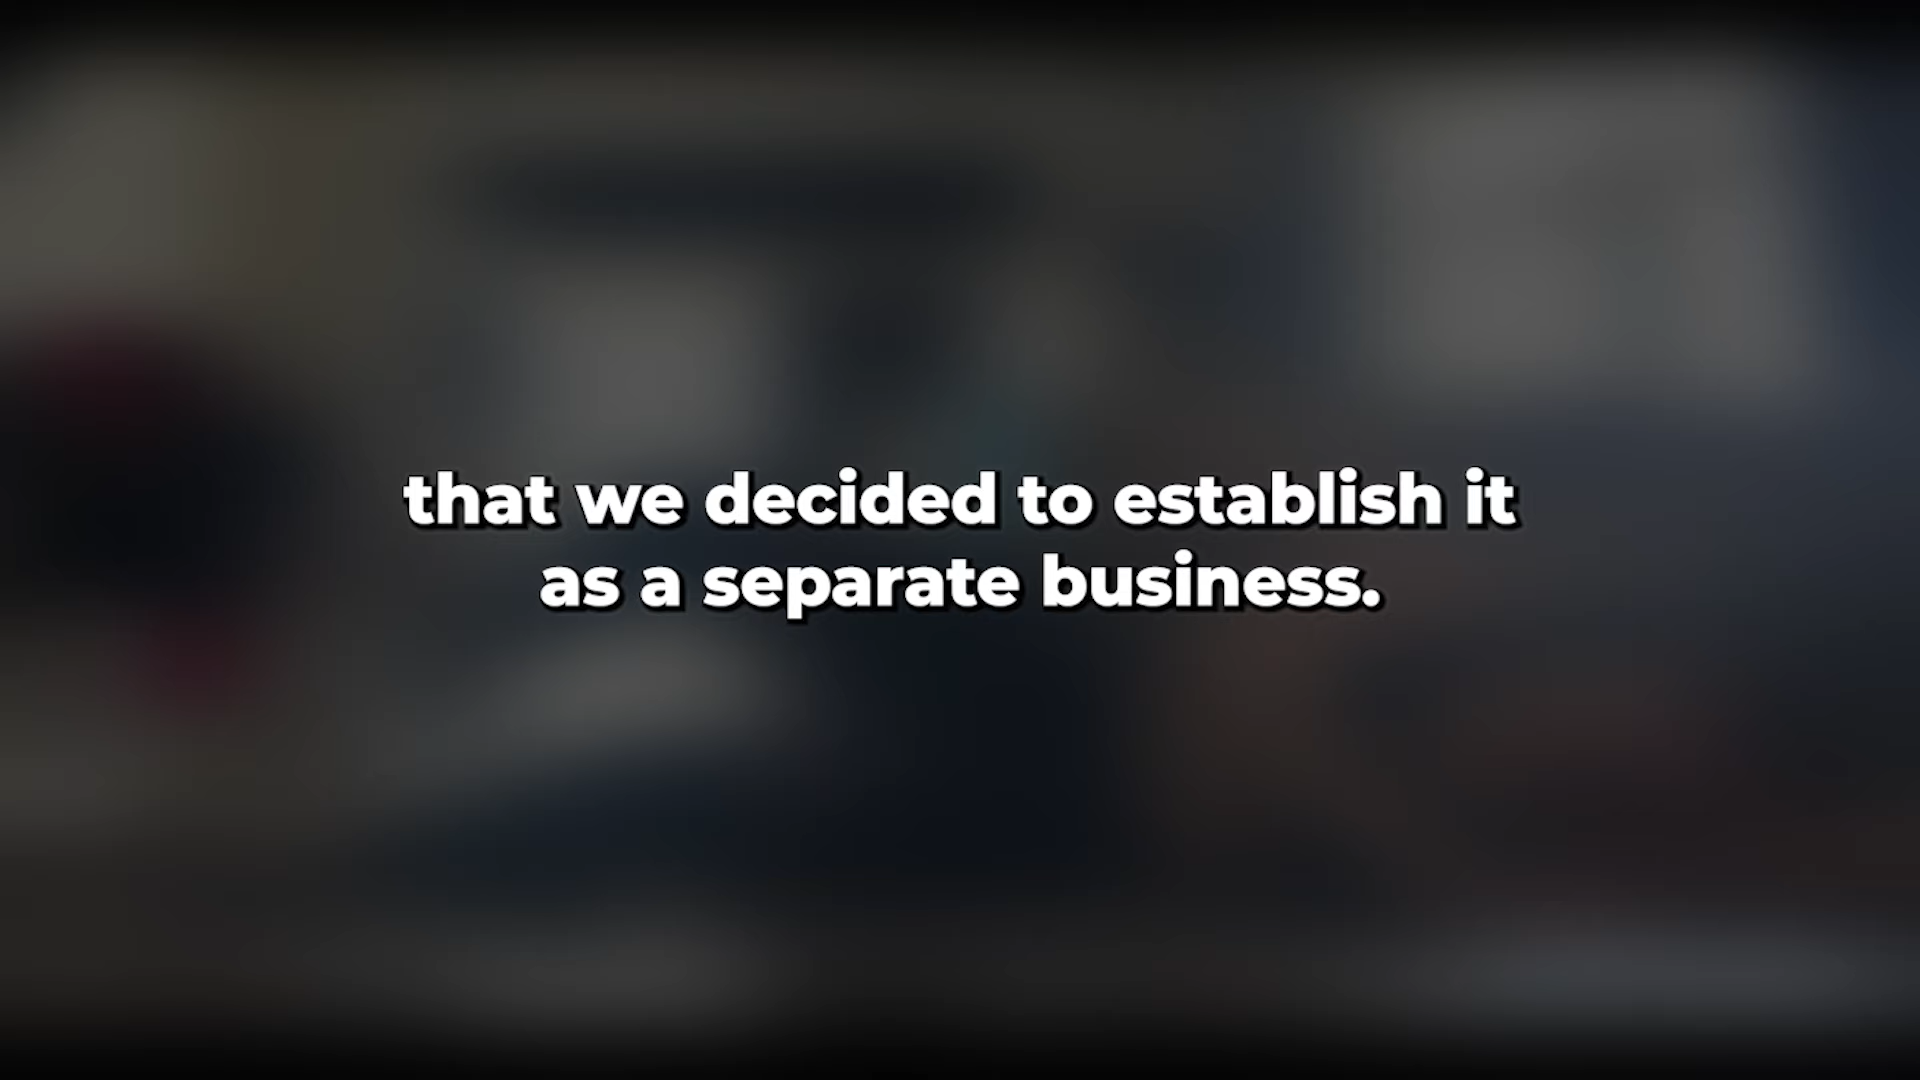 that we decided to establish it
as a separate business.